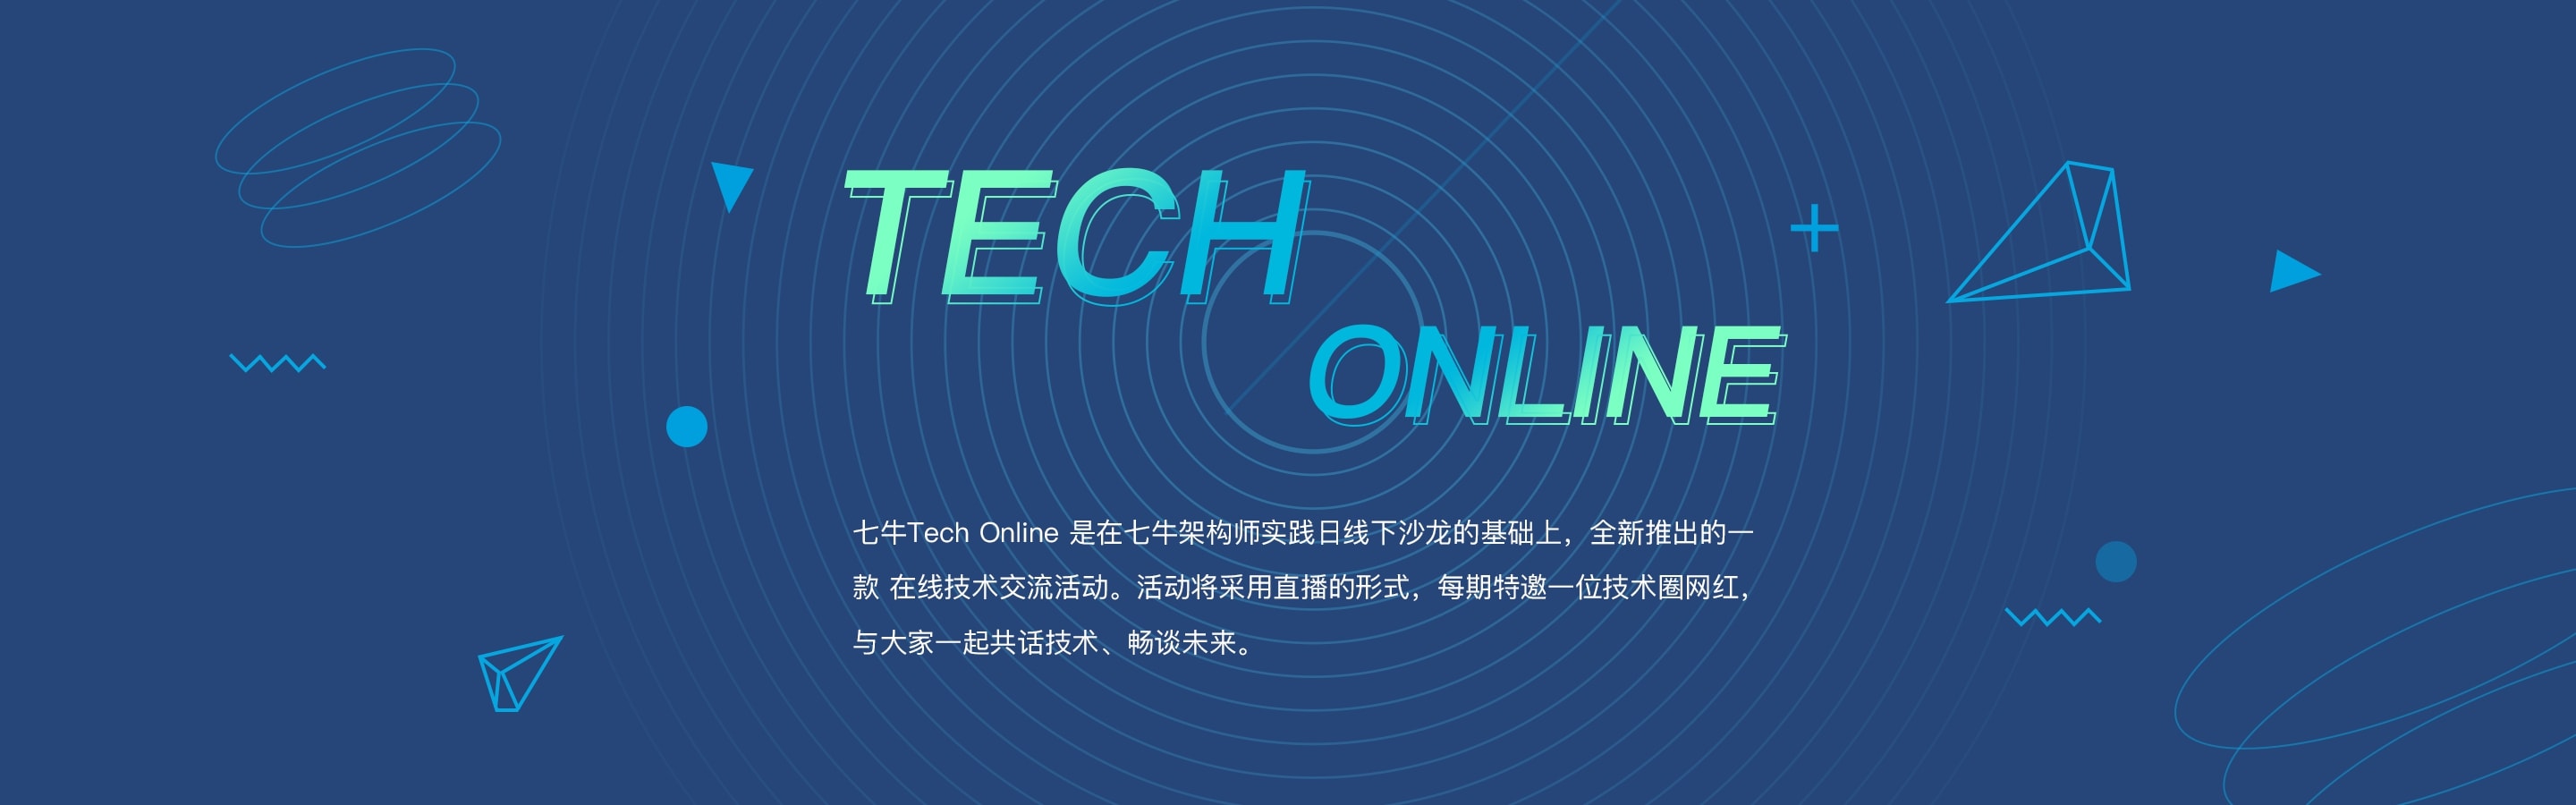 TECH
ONLINE
七牛Tech Online 是在七牛架构师实践日线下沙龙的基础上，全新推出的一
款 在线技术交流活动。活动将采用直播的形式，每期特邀一位技术圈网红，
与大家一起共话技术、畅谈未来。